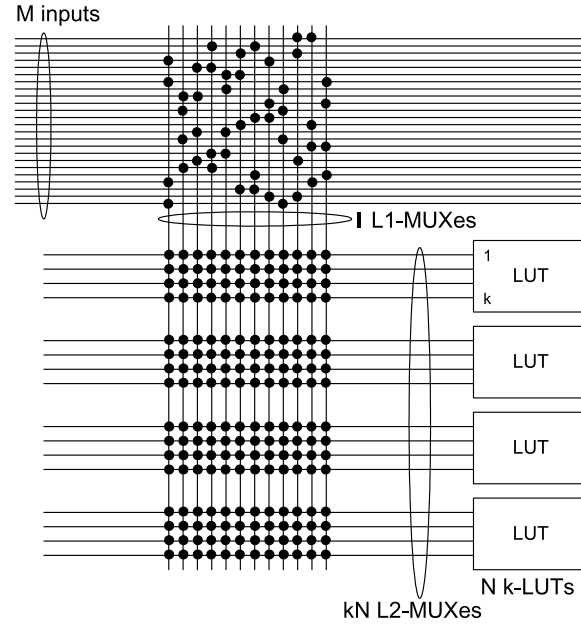 M inputs
I L1-MUXes
1
LUT
k
LUT
LUT
LUT
N k-LUTs
kN L2-MUXes